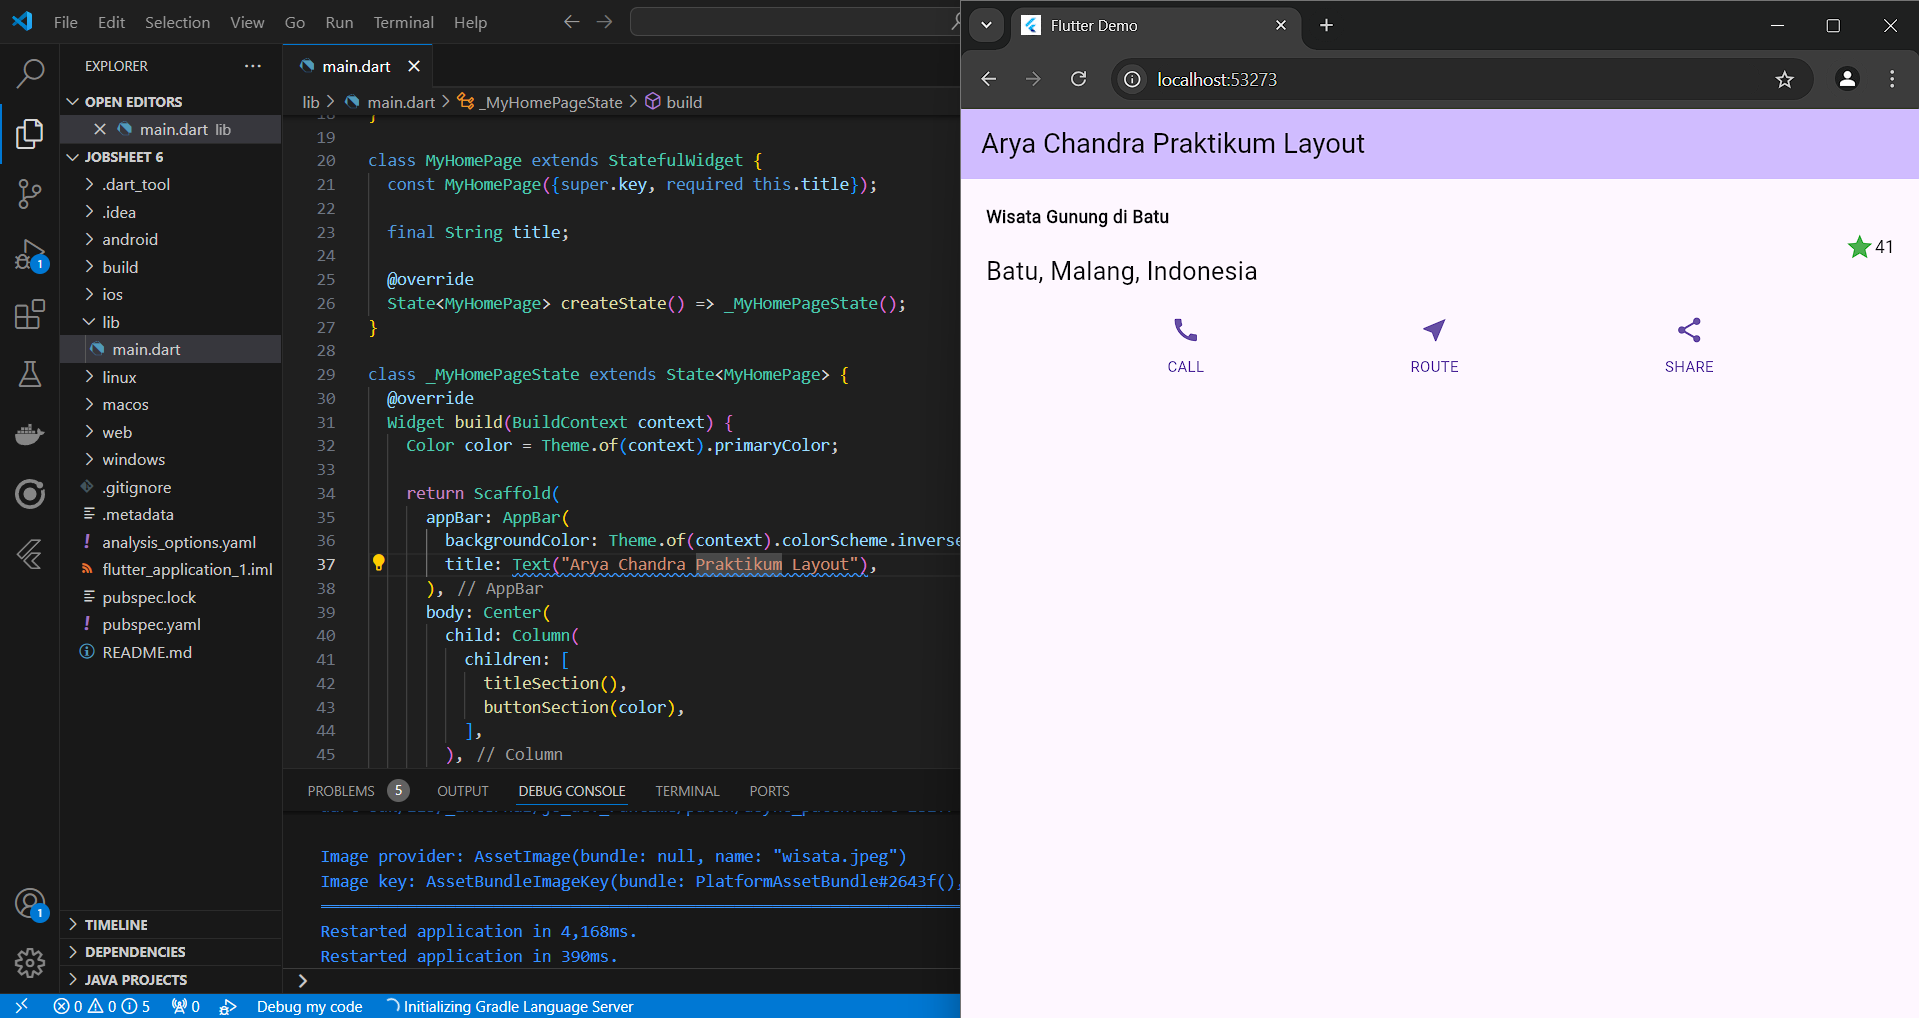 File Edit Selection View Go Run Terminal Help
EXPLORER
OPEN EDITORS
main.dart lib
JOBSHEET 6
.dart_tool
.idea
android
build
ios
lib
main.dart
linux
macos
web
windows
.gitignore
.metadata
analysis_options.yaml
flutter_application_1.iml
pubspec.lock
pubspec.yaml
README.md
TIMELINE
DEPENDENCIES
JAVA PROJECTS
1
1
main.dart
lib > main.dart > _MyHomePageState > build
18 }
19
20 class MyHomePage extends StatefulWidget {
21 const MyHomePage({super.key, required this.title});
22
23 final String title;
24
25 @override
26 State<MyHomePage> createState() => _MyHomePageState();
27 }
28
29 class _MyHomePageState extends State<MyHomePage> {
30 @override
31 Widget build(BuildContext context) {
32 Color color = Theme.of(context).primaryColor;
33
34 return Scaffold(
35 appBar: AppBar(
36 backgroundColor: Theme.of(context).colorScheme.inverse
37 title: Text("Arya Chandra Praktikum Layout"),
38 ), // AppBar
39 body: Center(
40 child: Column(
41 children: [
42 titleSection(),
43 buttonSection(color),
44 ],
45 ), // Column
PROBLEMS 5 OUTPUT DEBUG CONSOLE TERMINAL PORTS
Image provider: AssetImage(bundle: null, name: "wisata.jpeg")
Image key: AssetBundleImageKey(bundle: PlatformAssetBundle#2643f(),
Restarted application in 4,168ms.
Restarted application in 390ms.
>
0 0 5 0 Debug my code Initializing Gradle Language Server
Flutter Demo
localhost:53273
Arya Chandra Praktikum Layout
Wisata Gunung di Batu
41
Batu, Malang, Indonesia
CALL ROUTE SHARE